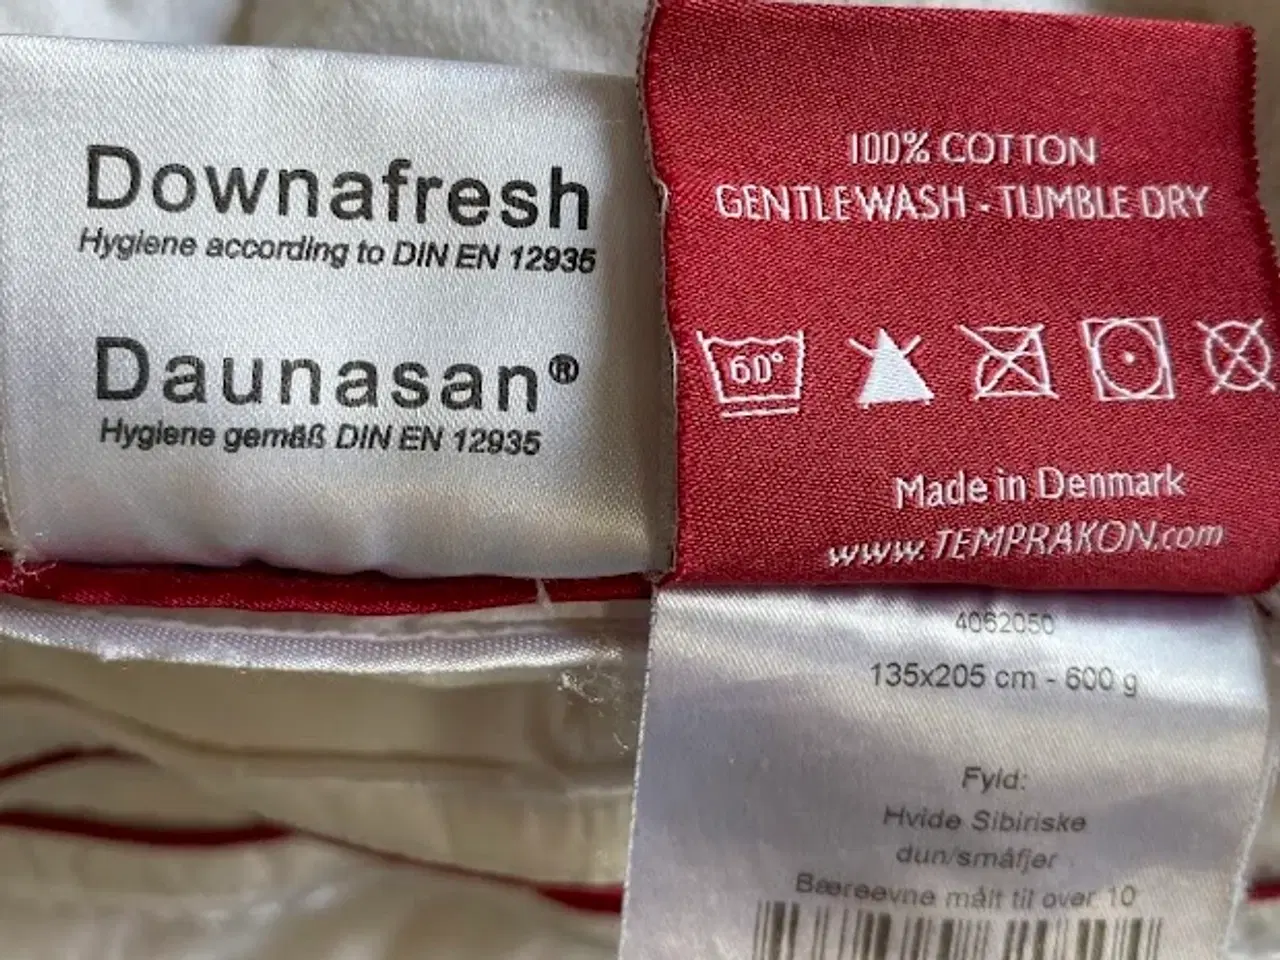 Downafresh
Hygiene according to DIN EN 12935
Daunasan®
Hygiene gemäß DIN EN 12935
100% COTTON
GENTLE WASH - TUMBLE DRY
60°
Made in Denmark
www.TEMPRAKON.com
4062050
135x205 cm - 600 g
Fyld:
Hvide Sibiriske
dun/småfjer
Bæreevne målt til over 10